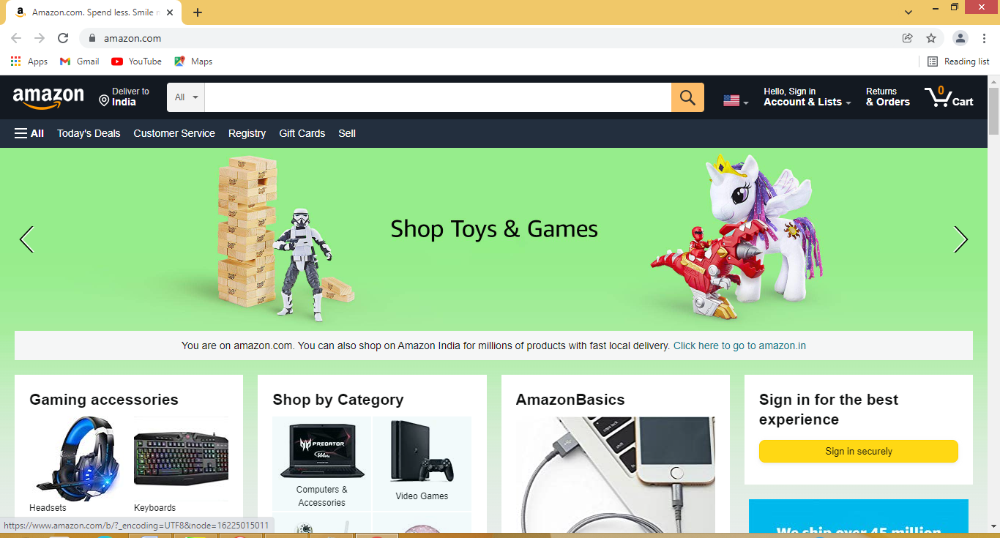 Amazon.com. Spend less. Smile
amazon.com
Apps Gmail YouTube Maps Reading list
amazon
Deliver to
India
All
Hello, Sign in
Account & Lists
Returns
& Orders
0
Cart
All Today's Deals Customer Service Registry Gift Cards Sell
Shop Toys & Games
You are on amazon.com. You can also shop on Amazon India for millions of products with fast local delivery. Click here to go to amazon.in
Gaming accessories
Headsets
Keyboards
Shop by Category
PREDATOR
Computers &
Accessories
Video Games
AmazonBasics
caps lock
shift
Sign in for the best
experience
Sign in securely
We ship over 45 million
https://www.amazon.com/b/?_encoding=UTF8&node=16225015011